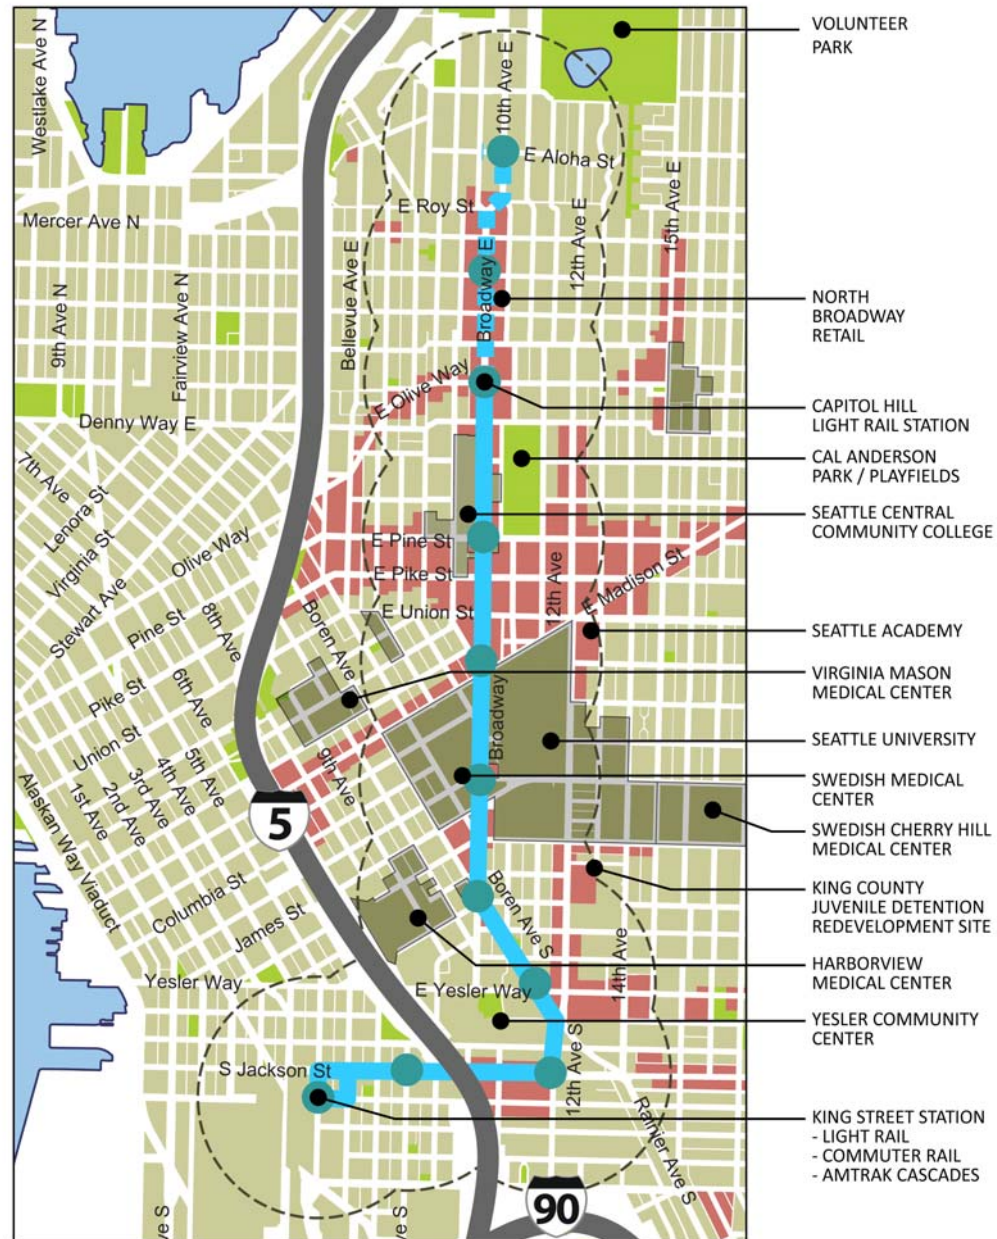 VOLUNTEER
PARK
NORTH
BROADWAY
RETAIL
CAPITOL HILL
LIGHT RAIL STATION
CAL ANDERSON
PARK / PLAYFIELDS
SEATTLE CENTRAL
COMMUNITY COLLEGE
SEATTLE ACADEMY
VIRGINIA MASON
MEDICAL CENTER
SEATTLE UNIVERSITY
SWEDISH MEDICAL
CENTER
SWEDISH CHERRY HILL
MEDICAL CENTER
KING COUNTY
JUVENILE DETENTION
REDEVELOPMENT SITE
HARBORVIEW
MEDICAL CENTER
YESLER COMMUNITY
CENTER
KING STREET STATION
- LIGHT RAIL
- COMMUTER RAIL
- AMTRAK CASCADES
Westlake Ave N
10th Ave E
E Aloha St
15th Ave E
E Roy St
12th Ave E
Mercer Ave N
Broadway E
Bellevue Ave E
9th Ave N
Fairview Ave N
E Olive Way
Denny Way E
7th Ave
Lenora St
Virginia St
Stewart Ave
Olive Way
E Pine St
E Pike St
12th Ave
E Madison St
E Union St
Boren Ave
8th Ave
Pine St
Pike St
6th Ave
Union St
5th Ave
4th Ave
3rd Ave
2nd Ave
1st Ave
9th Ave
Broadway
Alaskan Way Viaduct
5
Columbia St
James St
Boren Ave S
14th Ave
Yesler Way
E Yesler Way
S Jackson St
12th Ave S
Rainier Ave S
90
ve S
ve S